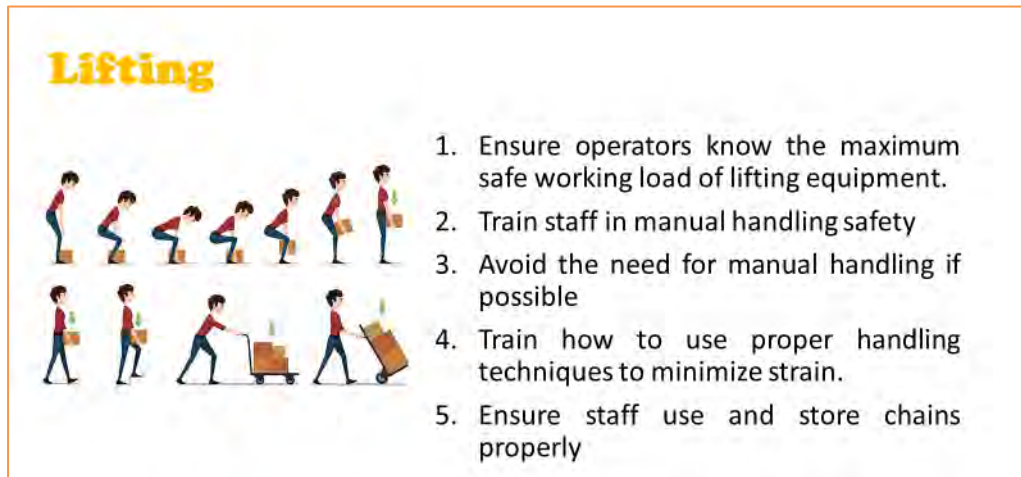 Lifting
1. Ensure operators know the maximum
safe working load of lifting equipment.
2. Train staff in manual handling safety
3. Avoid the need for manual handling if
possible
4. Train how to use proper handling
techniques to minimize strain.
5. Ensure staff use and store chains
properly